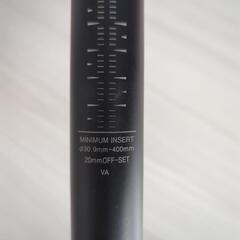 MINIMUM INSERT
Ø30.9mm-400mm
20mmOFF-SET
VA